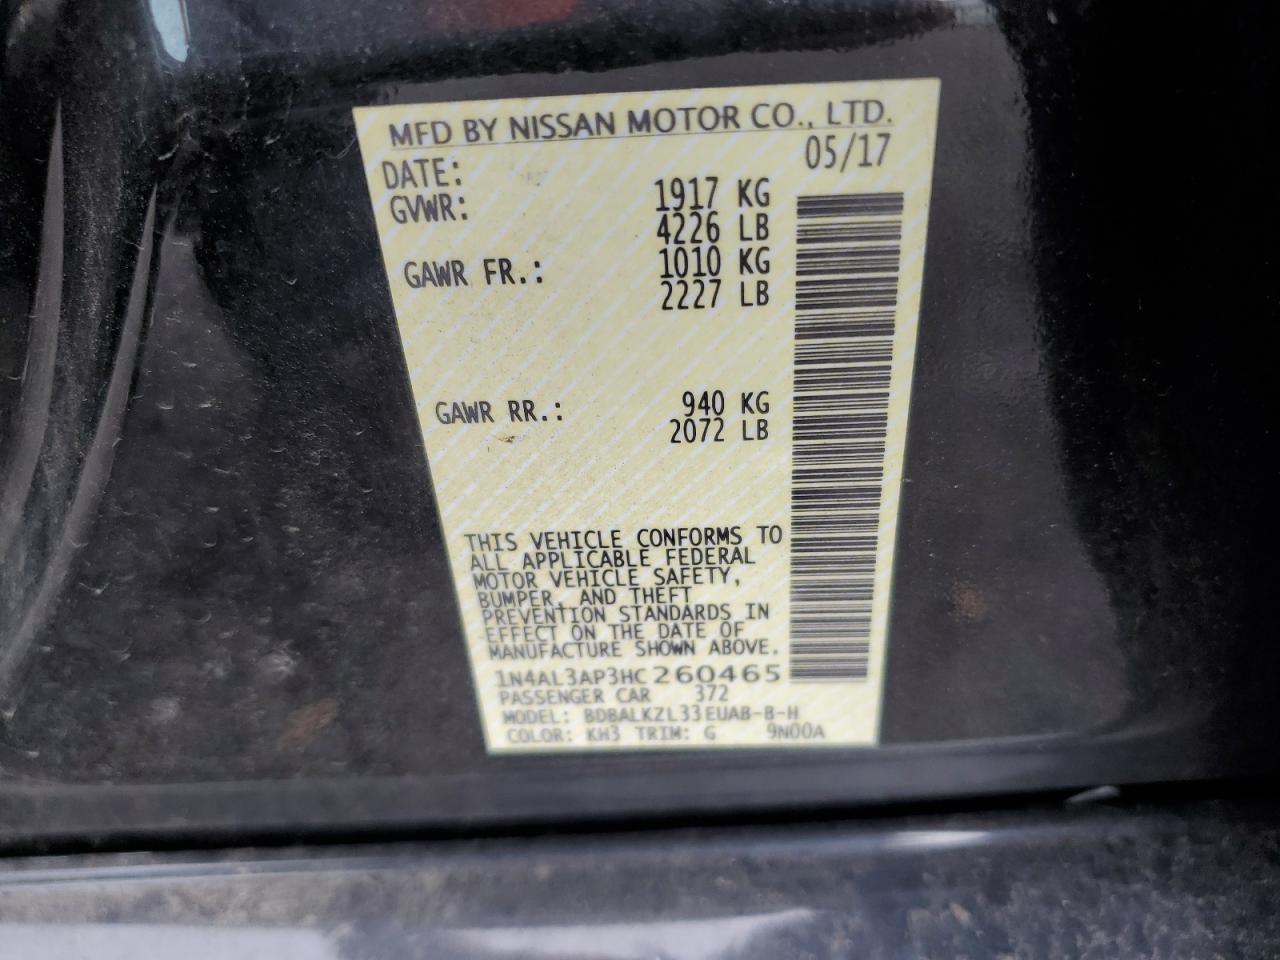 MFD BY NISSAN MOTOR CO., LTD.
DATE: 05/17
GVWR: 1917 KG
4226 LB
GAWR FR.: 1010 KG
2227 LB
GAWR RR.: 940 KG
2072 LB
THIS VEHICLE CONFORMS TO
ALL APPLICABLE FEDERAL
MOTOR VEHICLE SAFETY,
BUMPER, AND THEFT
PREVENTION STANDARDS IN
EFFECT ON THE DATE OF
MANUFACTURE SHOWN ABOVE.
1N4AL3AP3HC260465
PASSENGER CAR 372
MODEL: BDBALKZL33EUAB-B-H
COLOR: KH3 TRIM: G 9N00A